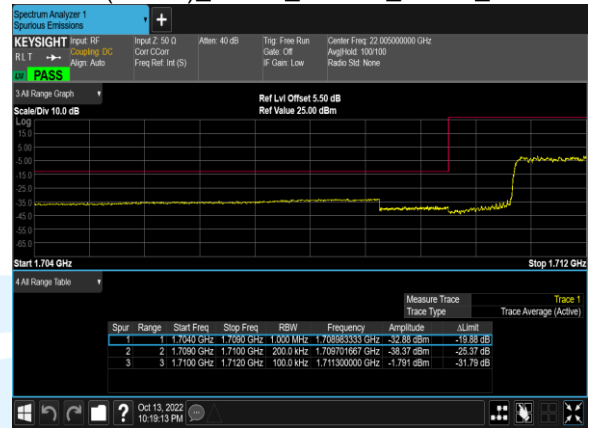 Spectrum Analyzer 1
Spurious Emissions
KEYSIGHT Input: RF Input Z: 50 Ω Atten: 40 dB Trig: Free Run Center Freq: 22.005000000 GHz
RLT Coupling: DC Corr CCorr Gate: Off Avg|Hold: 100/100
Align: Auto Freq Ref: Int (S) IF Gain: Low Radio Std: None
PASS
3 All Range Graph
Ref Lvl Offset 5.50 dB
Scale/Div 10.0 dB Ref Value 25.00 dBm
Log
15.0
5.00
-5.00
-15.0
-25.0
-35.0
-45.0
-55.0
-65.0
Start 1.704 GHz Stop 1.712 GHz
4 All Range Table
Measure Trace Trace 1
Trace Type Trace Average (Active)
Spur Range Start Freq Stop Freq RBW Frequency Amplitude ΔLimit
1 1 1.7040 GHz 1.7090 GHz 1.000 MHz 1.708983333 GHz -32.88 dBm -19.88 dB
2 2 1.7090 GHz 1.7100 GHz 200.0 kHz 1.709701667 GHz -38.37 dBm -25.37 dB
3 3 1.7100 GHz 1.7120 GHz 100.0 kHz 1.711300000 GHz -1.791 dBm -31.79 dB
? Oct 13, 2022
10:19:13 PM